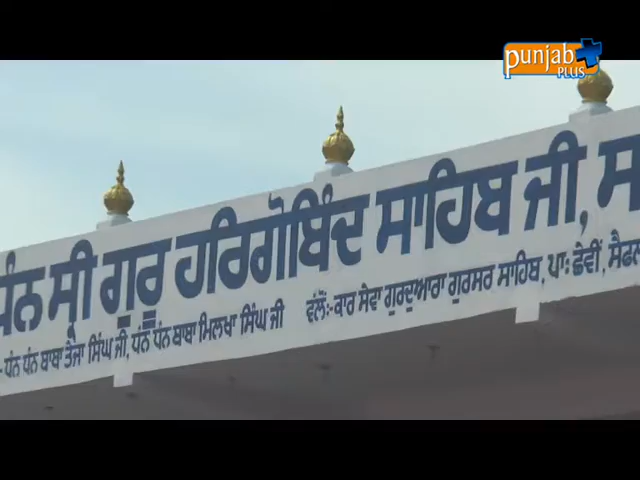 punjab PLUS
ਧੰਨ ਸ੍ਰੀ ਗੁਰੂ ਹਰਿਗੋਬਿੰਦ ਸਾਹਿਬ ਜੀ,
ਧੰਨ ਧੰਨ ਬਾਬਾ ਤੇਜਾ ਸਿੰਘ ਜੀ, ਧੰਨ ਧੰਨ ਬਾਬਾ ਮਿਲਖਾ ਸਿੰਘ ਜੀ ਵੱਲੋਂ:- ਕਾਰ ਸੇਵਾ ਗੁਰਦੁਆਰਾ ਗੁਰਸਰ ਸਾਹਿਬ, ਪਾ: ਛੇਵੀਂ,